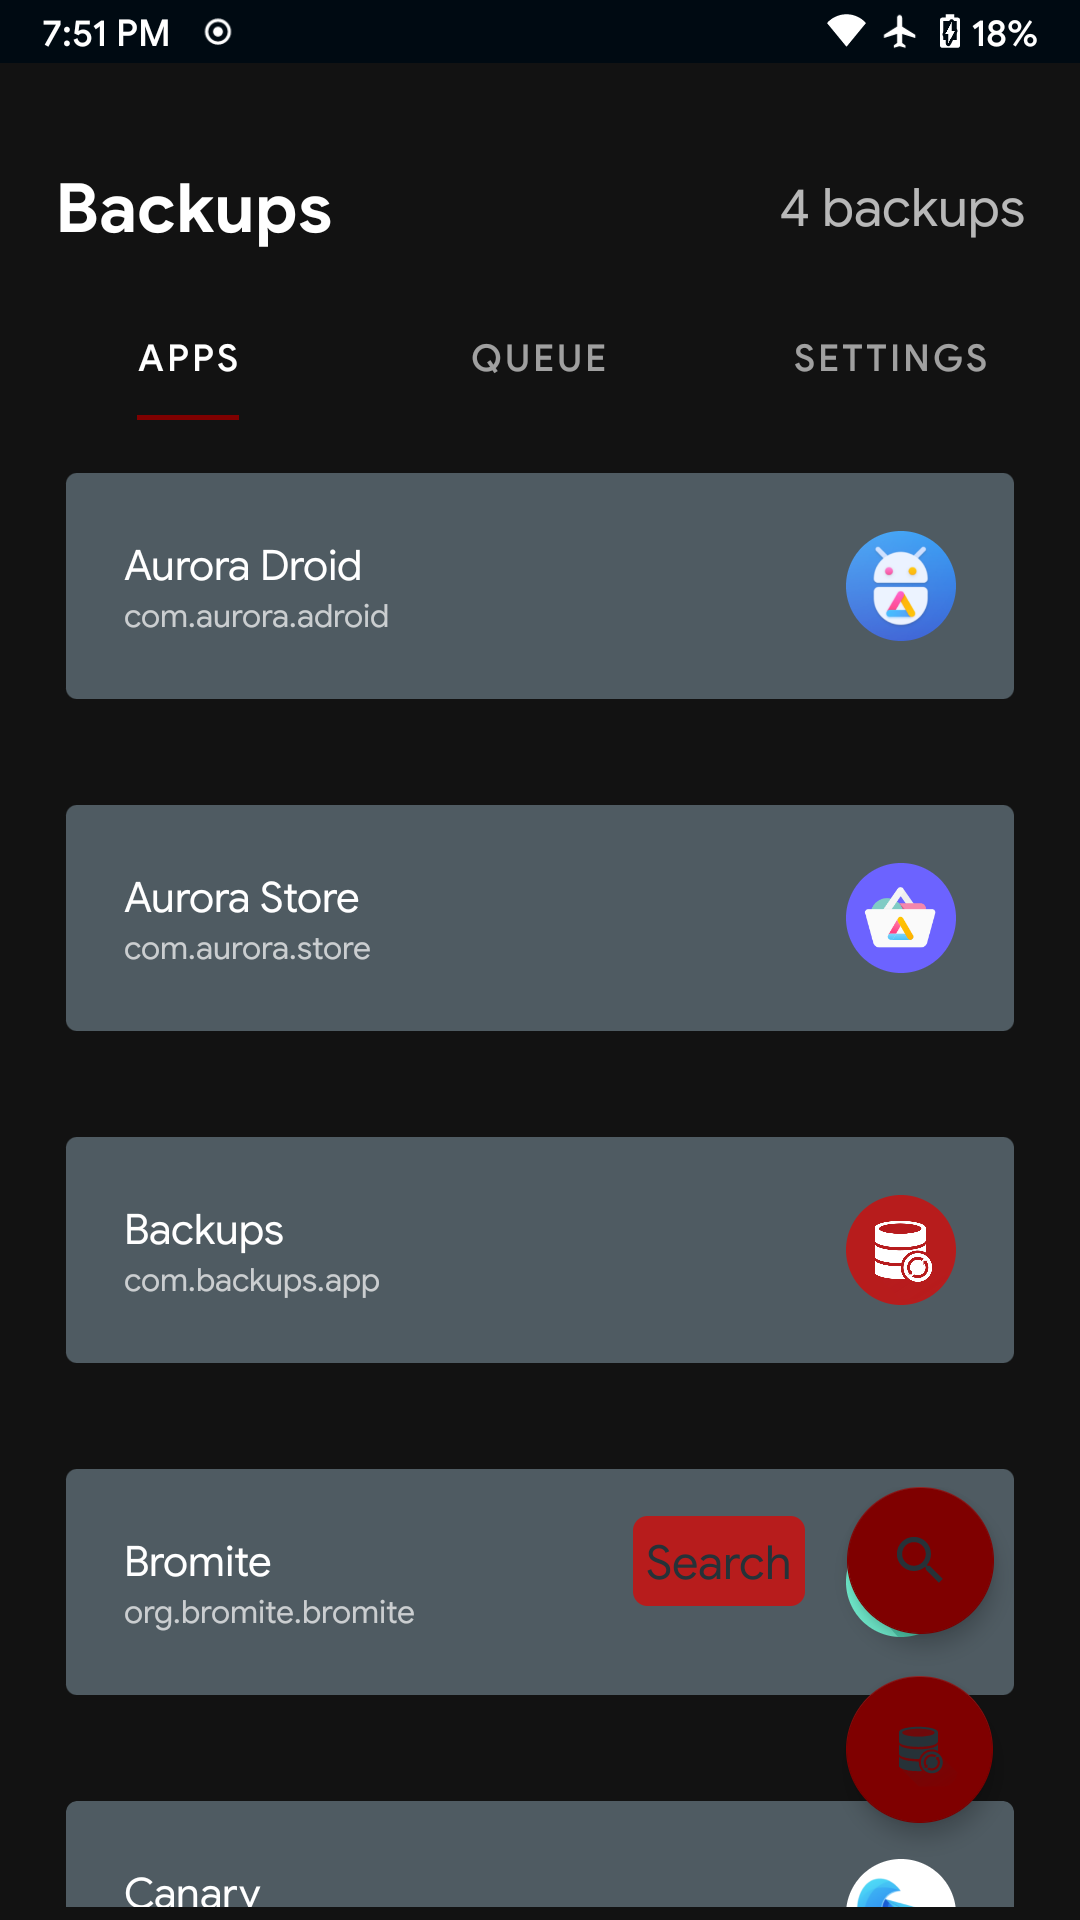 7:51 PM 18%
Backups 4 backups
APPS QUEUE SETTINGS
Aurora Droid
com.aurora.adroid
Aurora Store
com.aurora.store
Backups
com.backups.app
Bromite
org.bromite.bromite
Search
Canary